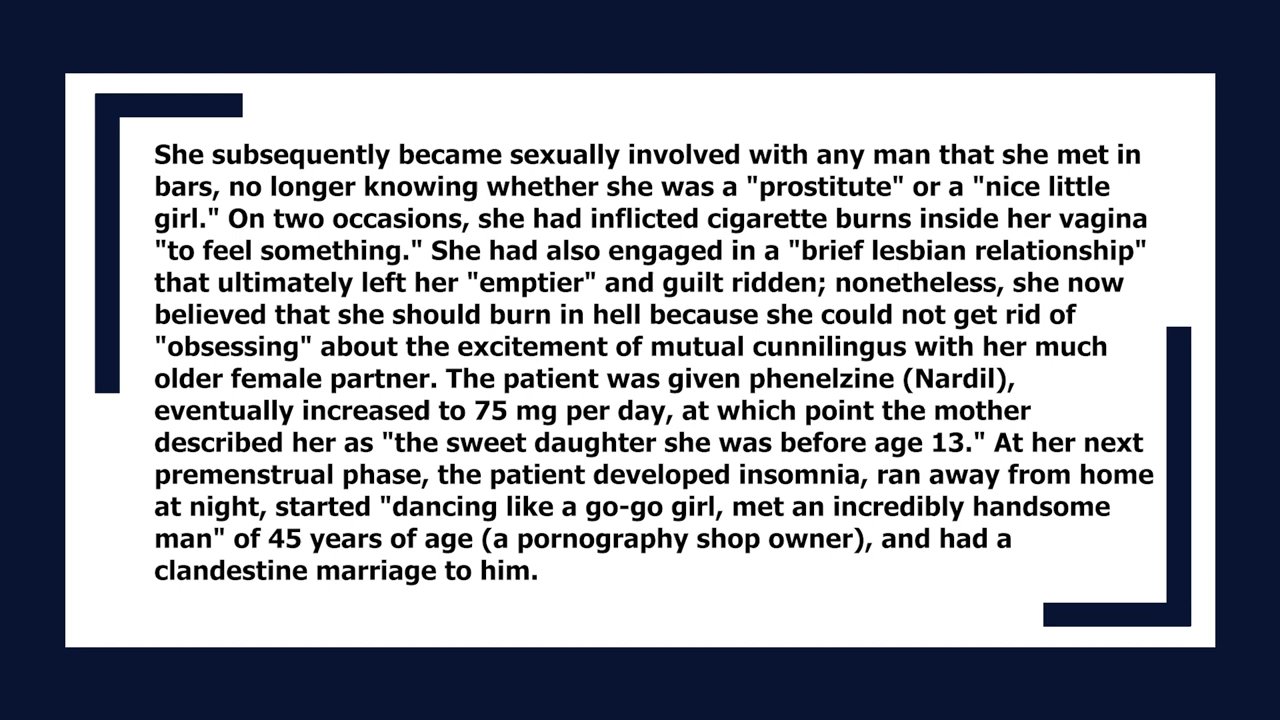 She subsequently became sexually involved with any man that she met in
bars, no longer knowing whether she was a "prostitute" or a "nice little
girl." On two occasions, she had inflicted cigarette burns inside her vagina
"to feel something." She had also engaged in a "brief lesbian relationship"
that ultimately left her "emptier" and guilt ridden; nonetheless, she now
believed that she should burn in hell because she could not get rid of
"obsessing" about the excitement of mutual cunnilingus with her much
older female partner. The patient was given phenelzine (Nardil),
eventually increased to 75 mg per day, at which point the mother
described her as "the sweet daughter she was before age 13." At her next
premenstrual phase, the patient developed insomnia, ran away from home
at night, started "dancing like a go-go girl, met an incredibly handsome
man" of 45 years of age (a pornography shop owner), and had a
clandestine marriage to him.